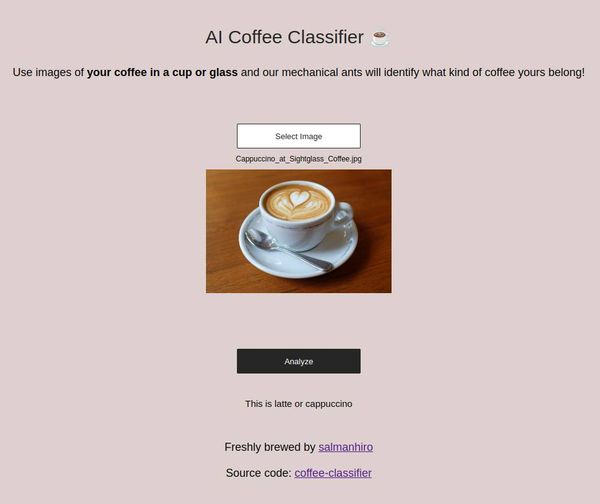 AI Coffee Classifier ☕
Use images of your coffee in a cup or glass and our mechanical ants will identify what kind of coffee yours belong!
Select Image
Cappuccino_at_Sightglass_Coffee.jpg
Analyze
This is latte or cappuccino
Freshly brewed by salmanhiro
Source code: coffee-classifier